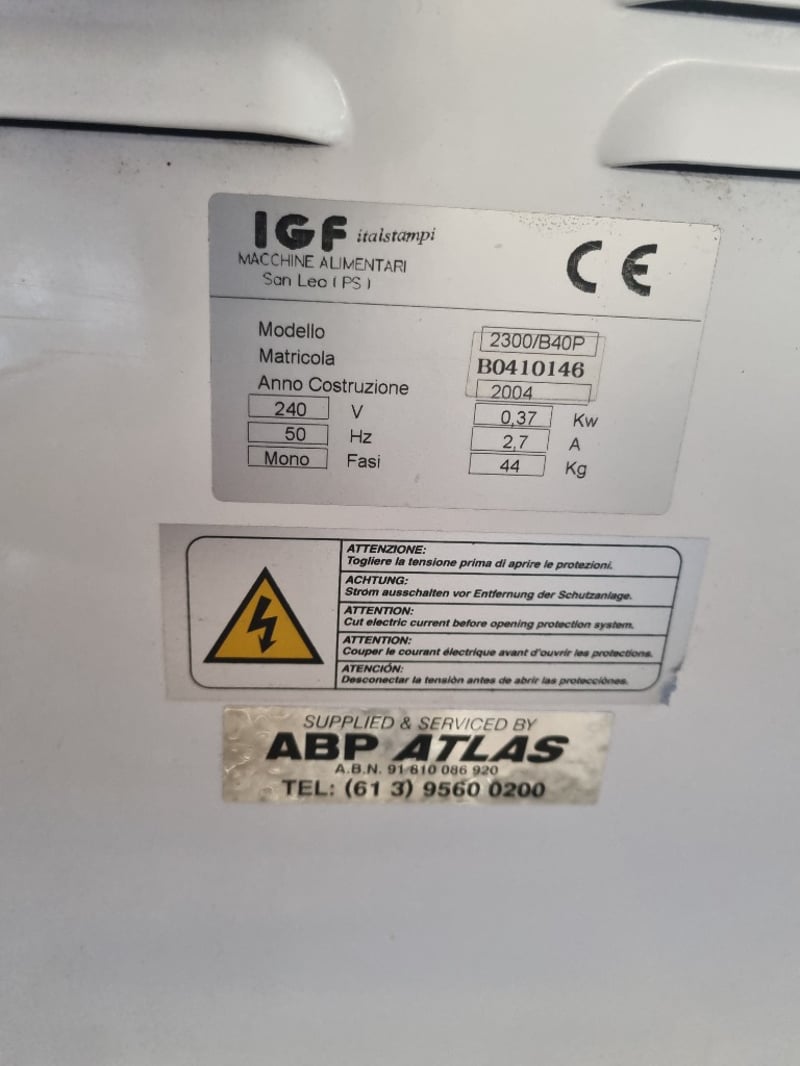 IGF italstampi
MACCHINE ALIMENTARI
San Leo (PS)
CE
Modello 2300/B40P
Matricola B0410146
Anno Costruzione 2004
240 V 0,37 Kw
50 Hz 2,7 A
Mono Fasi 44 Kg
ATTENZIONE:
Togliere la tensione prima di aprire le protezioni.
ACHTUNG:
Strom ausschalten vor Entfernung der Schutzanlage.
ATTENTION:
Cut electric current before opening protection system.
ATTENTION:
Couper le courant électrique avant d'ouvrir les protections.
ATENCIÓN:
Desconectar la tensiòn antes de abrir las protecciònes.
SUPPLIED & SERVICED BY
ABP ATLAS
A.B.N. 91 610 086 920
TEL: (61 3) 9560 0200